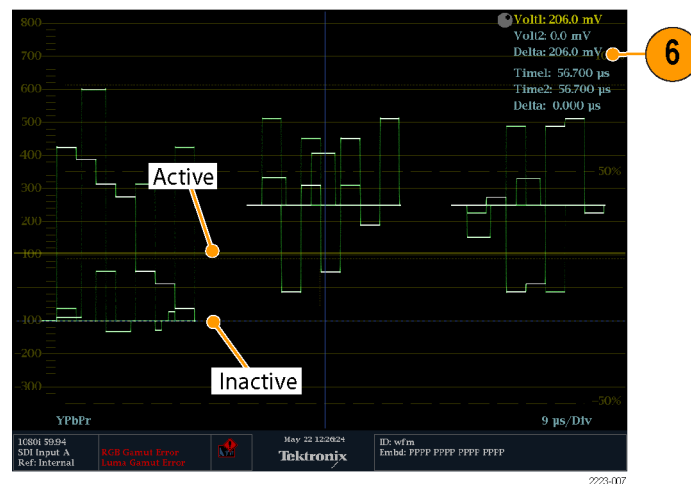 800
Volt1: 206.0 mV
Volt2: 0.0 mV
Delta: 206.0 mV
6
700
Time1: 56.700 µs
Time2: 56.700 µs
Delta: 0.000 µs
600
500
400
50%
Active
300
200
100
-100
Inactive
-300
-50%
YPbPr
9 µs/Div
1080i 59.94
SDI Input A
Ref: Internal
RGB Gamut Error
Luma Gamut Error
May 22 12:26:24
Tektronix
ID: wfm
Embd: PPPP PPPP PPPP PPPP
2223-007